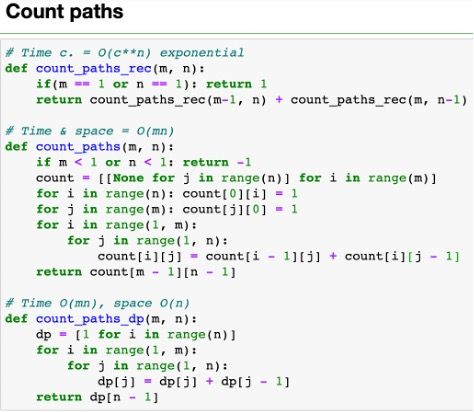 Count paths
# Time c. = O(c**n) exponential
def count_paths_rec(m, n):
    if(m == 1 or n == 1): return 1
    return count_paths_rec(m-1, n) + count_paths_rec(m, n-1)
# Time & space = O(mn)
def count_paths(m, n):
    if m < 1 or n < 1: return -1
    count = [[None for j in range(n)] for i in range(m)]
    for i in range(n): count[0][i] = 1
    for j in range(m): count[j][0] = 1
    for i in range(1, m):
        for j in range(1, n):
            count[i][j] = count[i - 1][j] + count[i][j - 1]
    return count[m - 1][n - 1]
# Time O(mn), space O(n)
def count_paths_dp(m, n):
    dp = [1 for i in range(n)]
    for i in range(1, m):
        for j in range(1, n):
            dp[j] = dp[j] + dp[j - 1]
    return dp[n - 1]